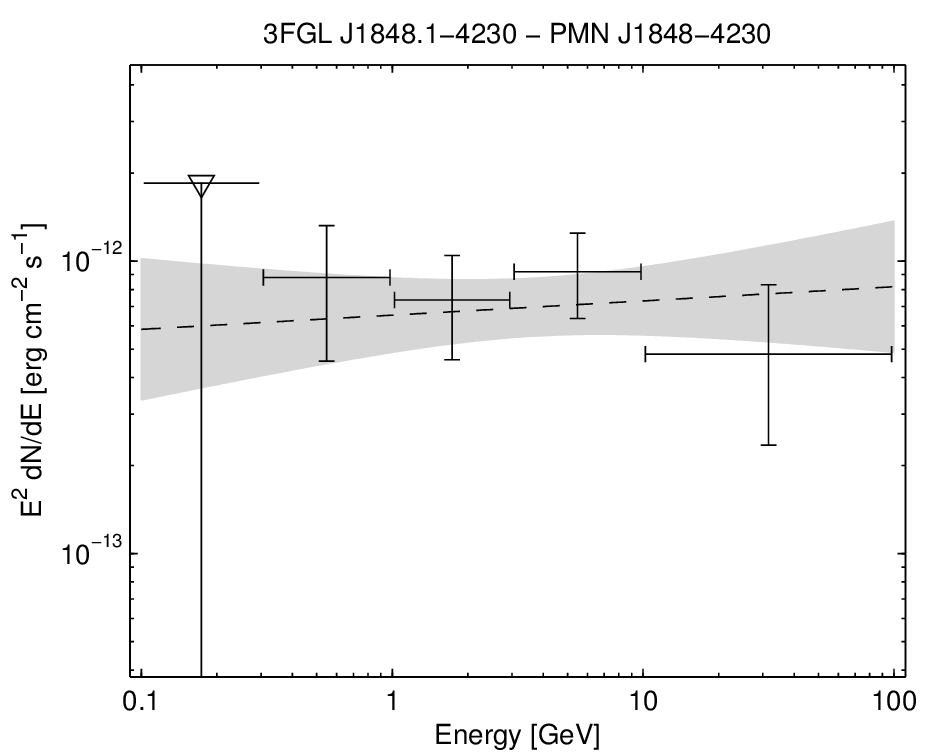 3FGL J1848.1−4230 − PMN J1848−4230
E² dN/dE [erg cm⁻² s⁻¹]
10⁻¹²
10⁻¹³
0.1 1 10 100
Energy [GeV]